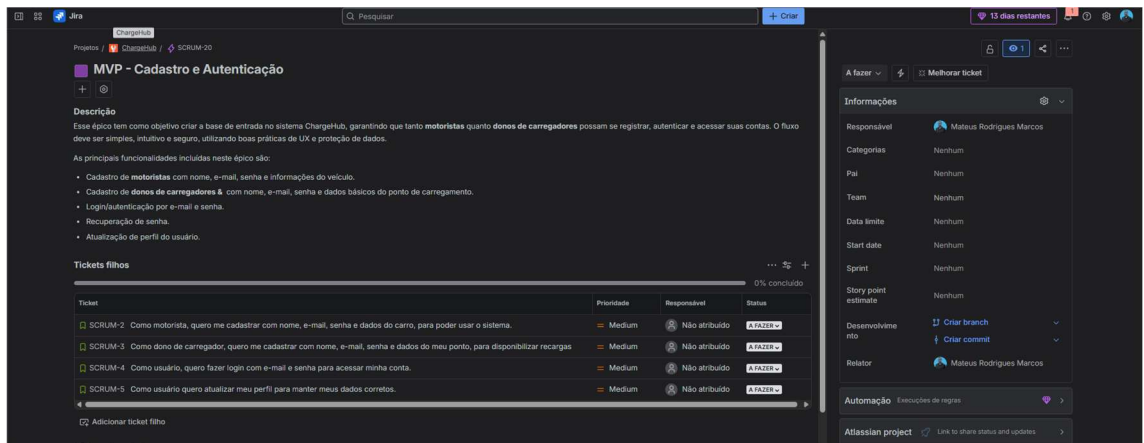 Jira
Pesquisar
+ Criar
13 dias restantes
1
ChargeHub
Projetos / ChargeHub / SCRUM-20
MVP - Cadastro e Autenticação
Descrição
Esse épico tem como objetivo criar a base de entrada no sistema ChargeHub, garantindo que tanto motoristas quanto donos de carregadores possam se registrar, autenticar e acessar suas contas. O fluxo
deve ser simples, intuitivo e seguro, utilizando boas práticas de UX e proteção de dados.
As principais funcionalidades incluídas neste épico são:
• Cadastro de motoristas com nome, e-mail, senha e informações do veículo.
• Cadastro de donos de carregadores & com nome, e-mail, senha e dados básicos do ponto de carregamento.
• Login/autenticação por e-mail e senha.
• Recuperação de senha.
• Atualização de perfil do usuário.
Tickets filhos
0% concluído
Ticket Prioridade Responsável Status
SCRUM-2 Como motorista, quero me cadastrar com nome, e-mail, senha e dados do carro, para poder usar o sistema. Medium Não atribuído A FAZER
SCRUM-3 Como dono de carregador, quero me cadastrar com nome, e-mail, senha e dados do meu ponto, para disponibilizar recargas Medium Não atribuído A FAZER
SCRUM-4 Como usuário, quero fazer login com e-mail e senha para acessar minha conta. Medium Não atribuído A FAZER
SCRUM-5 Como usuário quero atualizar meu perfil para manter meus dados corretos. Medium Não atribuído A FAZER
Adicionar ticket filho
1
A fazer
Melhorar ticket
Informações
Responsável Mateus Rodrigues Marcos
Categorias Nenhum
Pai Nenhum
Team Nenhum
Data limite Nenhum
Start date Nenhum
Sprint Nenhum
Story point
estimate Nenhum
Desenvolvime
nto
Criar branch
Criar commit
Relator Mateus Rodrigues Marcos
Automação Execuções de regras
Atlassian project Link to share status and updates